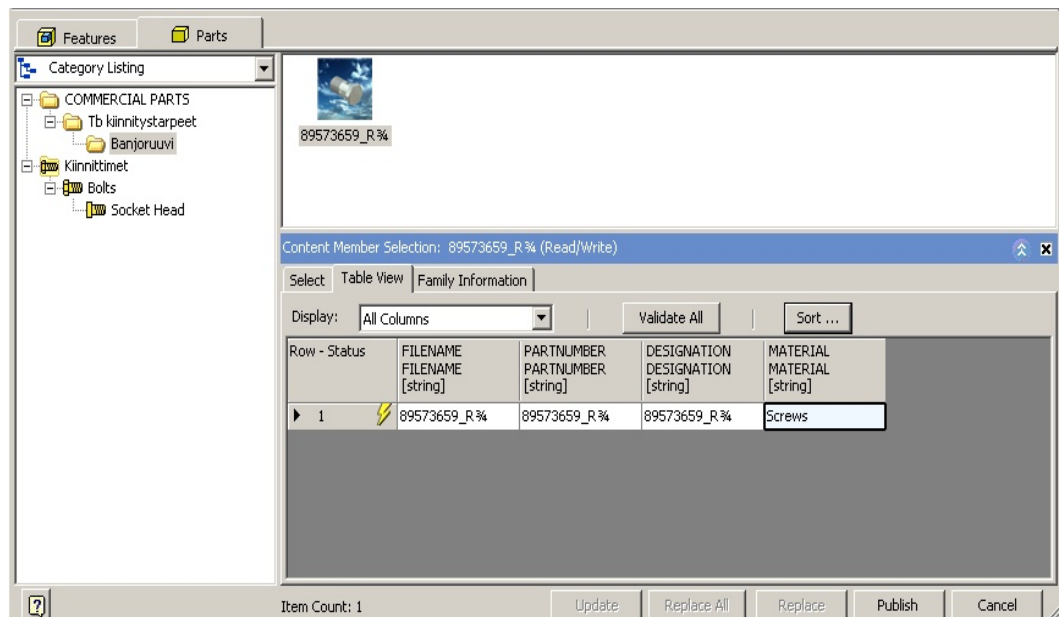 Features Parts
Category Listing
COMMERCIAL PARTS
Tb kiinnitystarpeet
Banjoruuvi
Kiinnittimet
Bolts
Socket Head
89573659_R¾
Content Member Selection: 89573659_R¾ (Read/Write)
Select Table View Family Information
Display: All Columns Validate All Sort ...
Row - Status FILENAME PARTNUMBER DESIGNATION MATERIAL
FILENAME PARTNUMBER DESIGNATION MATERIAL
[string] [string] [string] [string]
1 89573659_R¾ 89573659_R¾ 89573659_R¾ Screws
Item Count: 1 Update Replace All Replace Publish Cancel